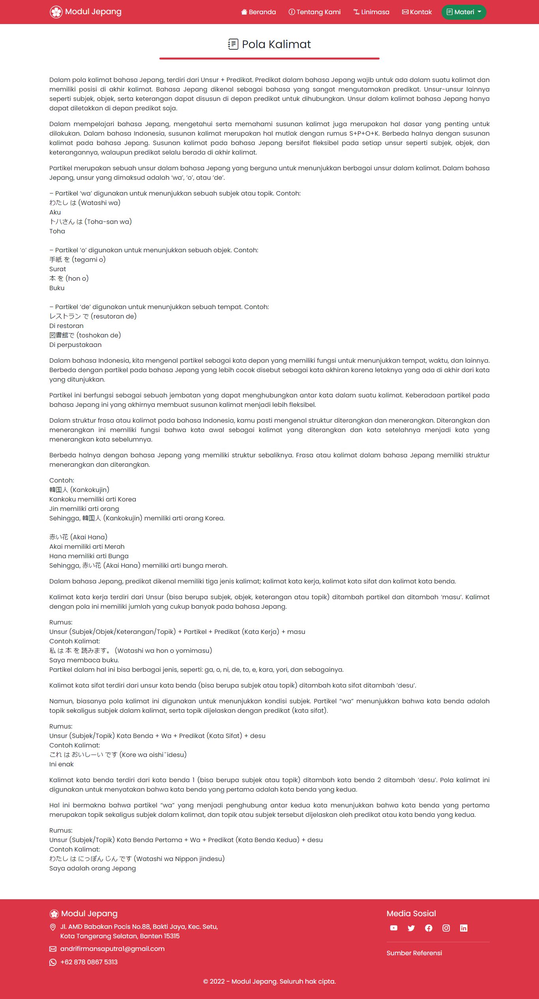 Modul Jepang
Beranda
Tentang Kami
Linimasa
Kontak
Materi
Pola Kalimat
Dalam pola kalimat bahasa Jepang, terdiri dari Unsur + Predikat. Predikat dalam bahasa Jepang wajib untuk ada dalam suatu kalimat dan
memiliki posisi di akhir kalimat. Bahasa Jepang dikenal sebagai bahasa yang sangat mengutamakan predikat. Unsur-unsur lainnya
seperti subjek, objek, serta keterangan dapat disusun di depan predikat untuk dihubungkan. Unsur dalam kalimat bahasa Jepang hanya
dapat diletakkan di depan predikat saja.
Dalam mempelajari bahasa Jepang, mengetahui serta memahami susunan kalimat juga merupakan hal dasar yang penting untuk
dilakukan. Dalam bahasa Indonesia, susunan kalimat merupakan hal mutlak dengan rumus S+P+O+K. Berbeda halnya dengan susunan
kalimat pada bahasa Jepang. Susunan kalimat pada bahasa Jepang bersifat fleksibel pada setiap unsur seperti subjek, objek, dan
keterangannya, walaupun predikat selalu berada di akhir kalimat.
Partikel merupakan sebuah unsur dalam bahasa Jepang yang berguna untuk menunjukkan berbagai unsur dalam kalimat. Dalam bahasa
Jepang, unsur yang dimaksud adalah ‘wa’, ‘o’, atau ‘de’.
– Partikel ‘wa’ digunakan untuk menunjukkan sebuah subjek atau topik. Contoh:
わたし は (Watashi wa)
Aku
トハさん は (Toha-san wa)
Toha
– Partikel ‘o’ digunakan untuk menunjukkan sebuah objek. Contoh:
手紙 を (tegami o)
Surat
本 を (hon o)
Buku
– Partikel ‘de’ digunakan untuk menunjukkan sebuah tempat. Contoh:
レストラン で (resutoran de)
Di restoran
図書館で (toshokan de)
Di perpustakaan
Dalam bahasa Indonesia, kita mengenal partikel sebagai kata depan yang memiliki fungsi untuk menunjukkan tempat, waktu, dan lainnya.
Berbeda dengan partikel pada bahasa Jepang yang lebih cocok disebut sebagai kata akhiran karena letaknya yang ada di akhir dari kata
yang ditunjukkan.
Partikel ini berfungsi sebagai sebuah jembatan yang dapat menghubungkan antar kata dalam suatu kalimat. Keberadaan partikel pada
bahasa Jepang ini yang akhirnya membuat susunan kalimat menjadi lebih fleksibel.
Dalam struktur frasa atau kalimat pada bahasa Indonesia, kamu pasti mengenal struktur diterangkan dan menerangkan. Diterangkan dan
menerangkan ini memiliki fungsi bahwa kata awal sebagai kalimat yang diterangkan dan kata setelahnya menjadi kata yang
menerangkan kata sebelumnya.
Berbeda halnya dengan bahasa Jepang yang memiliki struktur sebaliknya. Frasa atau kalimat dalam bahasa Jepang memiliki struktur
menerangkan dan diterangkan.
Contoh:
韓国人 (Kankokujin)
Kankoku memiliki arti Korea
Jin memiliki arti orang
Sehingga, 韓国人 (Kankokujin) memiliki arti orang Korea.
赤い花 (Akai Hana)
Akai memiliki arti Merah
Hana memiliki arti Bunga
Sehingga, 赤い花 (Akai Hana) memiliki arti bunga merah.
Dalam bahasa Jepang, predikat dikenal memiliki tiga jenis kalimat; kalimat kata kerja, kalimat kata sifat dan kalimat kata benda.
Kalimat kata kerja terdiri dari Unsur (bisa berupa subjek, objek, keterangan atau topik) ditambah partikel dan ditambah ‘masu’. Kalimat
dengan pola ini memiliki jumlah yang cukup banyak pada bahasa Jepang.
Rumus:
Unsur (Subjek/Objek/Keterangan/Topik) + Partikel + Predikat (Kata Kerja) + masu
Contoh Kalimat:
私 は 本 を 読みます。 (Watashi wa hon o yomimasu)
Saya membaca buku.
Partikel dalam hal ini bisa berbagai jenis, seperti: ga, o, ni, de, to, e, kara, yori, dan sebagainya.
Kalimat kata sifat terdiri dari unsur kata benda (bisa berupa subjek atau topik) ditambah kata sifat ditambah ‘desu’.
Namun, biasanya pola kalimat ini digunakan untuk menunjukkan kondisi subjek. Partikel “wa” menunjukkan bahwa kata benda adalah
topik sekaligus subjek dalam kalimat, serta topik dijelaskan dengan predikat (kata sifat).
Rumus:
Unsur (Subjek/Topik) Kata Benda + Wa + Predikat (Kata Sifat) + desu
Contoh Kalimat:
これ は おいしーい です (Kore wa oishi¯idesu)
Ini enak
Kalimat kata benda terdiri dari kata benda 1 (bisa berupa subjek atau topik) ditambah kata benda 2 ditambah ‘desu’. Pola kalimat ini
digunakan untuk menyatakan bahwa kata benda yang pertama adalah kata benda yang kedua.
Hal ini bermakna bahwa partikel “wa” yang menjadi penghubung antar kedua kata menunjukkan bahwa kata benda yang pertama
merupakan topik sekaligus subjek dalam kalimat, dan topik atau subjek tersebut dijelaskan oleh predikat atau kata benda yang kedua.
Rumus:
Unsur (Subjek/Topik) Kata Benda Pertama + Wa + Predikat (Kata Benda Kedua) + desu
Contoh Kalimat:
わたし は にっぽん じん です (Watashi wa Nippon jindesu)
Saya adalah orang Jepang
Modul Jepang
Jl. AMD Babakan Pocis No.88, Bakti Jaya, Kec. Setu,
Kota Tangerang Selatan, Banten 15315
andrifirmansaputra1@gmail.com
+62 878 0867 5313
Media Sosial
Sumber Referensi
© 2022 - Modul Jepang. Seluruh hak cipta.